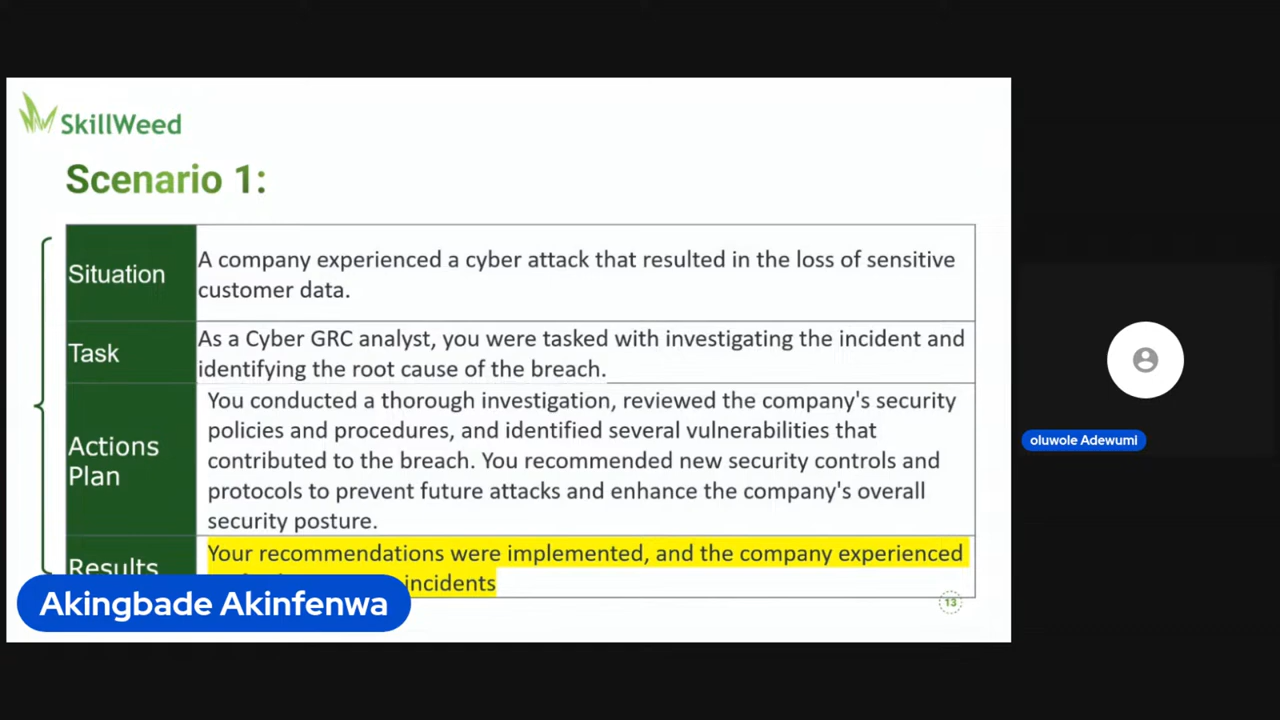 SkillWeed
Scenario 1:
Situation
A company experienced a cyber attack that resulted in the loss of sensitive
customer data.
Task
As a Cyber GRC analyst, you were tasked with investigating the incident and
identifying the root cause of the breach.
Actions
Plan
You conducted a thorough investigation, reviewed the company's security
policies and procedures, and identified several vulnerabilities that
contributed to the breach. You recommended new security controls and
protocols to prevent future attacks and enhance the company's overall
security posture.
Results
Your recommendations were implemented, and the company experienced
incidents
13
Akingbade Akinfenwa
oluwole Adewumi